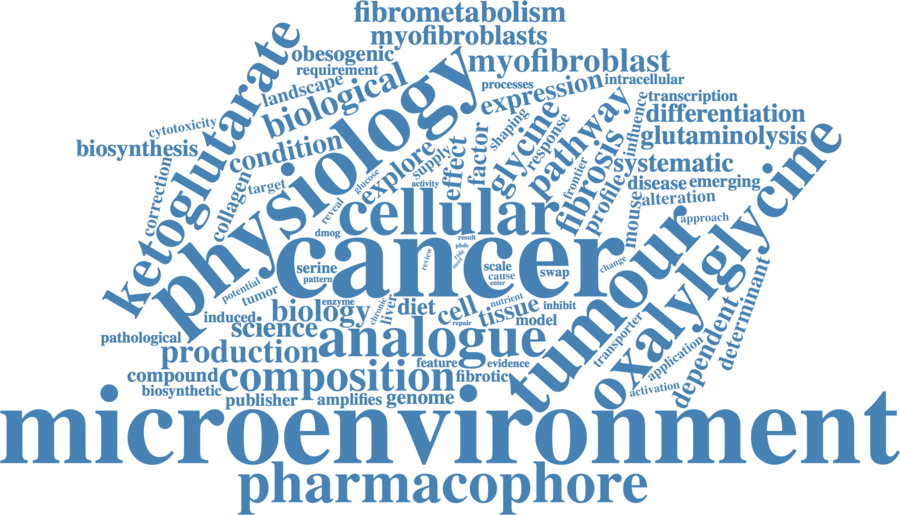 fibrometabolism
myofibroblasts
obesogenic
myofibroblast
requirement
processes
intracellular
landscape
expression
transcription
biological
shaping
influence
differentiation
ketoglutarate
cytotoxicity
physiology
factor
glycine
response
pathway
glutaminolysis
biosynthesis
condition
explore
supply
effect
frontier
fibrosis
systematic
correction
collagen
target
glucose
activity
profile
disease
emerging
alteration
reveal
cellular
mouse
approach
dmog
cancer
result
review
change
tumour
oxalylglycine
serine
pattern
scale
cause
enter
swap
potential
tumor
enzyme
chronic
liver
diet
cell
repair
nutrient
tissue
inhibit
model
induced
biology
science
analogue
pathological
production
transporter
application
activation
dependent
determinant
feature
evidence
compound
composition
fibrotic
biosynthetic
publisher
amplifies
genome
microenvironment
pharmacophore